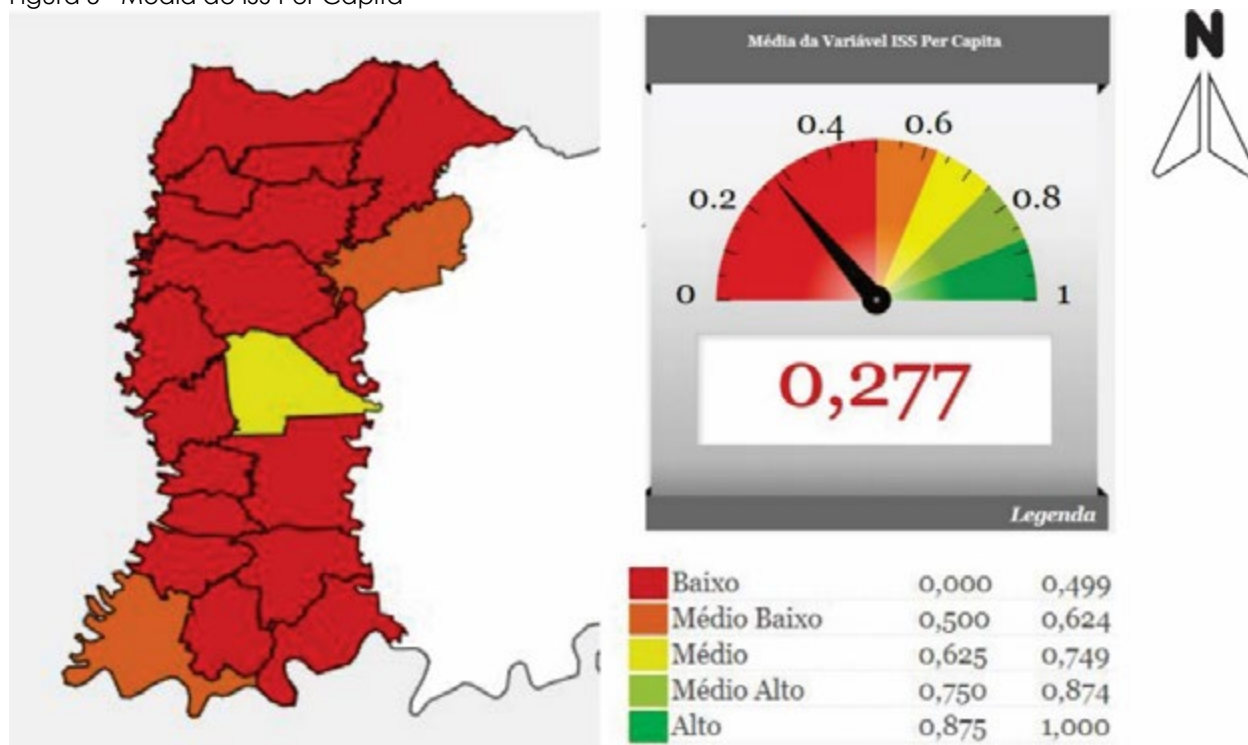 Média da Variável ISS Per Capita
N
0.4
0.6
0.2
0.8
0
1
0,277
Legenda
Baixo 0,000 0,499
Médio Baixo 0,500 0,624
Médio 0,625 0,749
Médio Alto 0,750 0,874
Alto 0,875 1,000